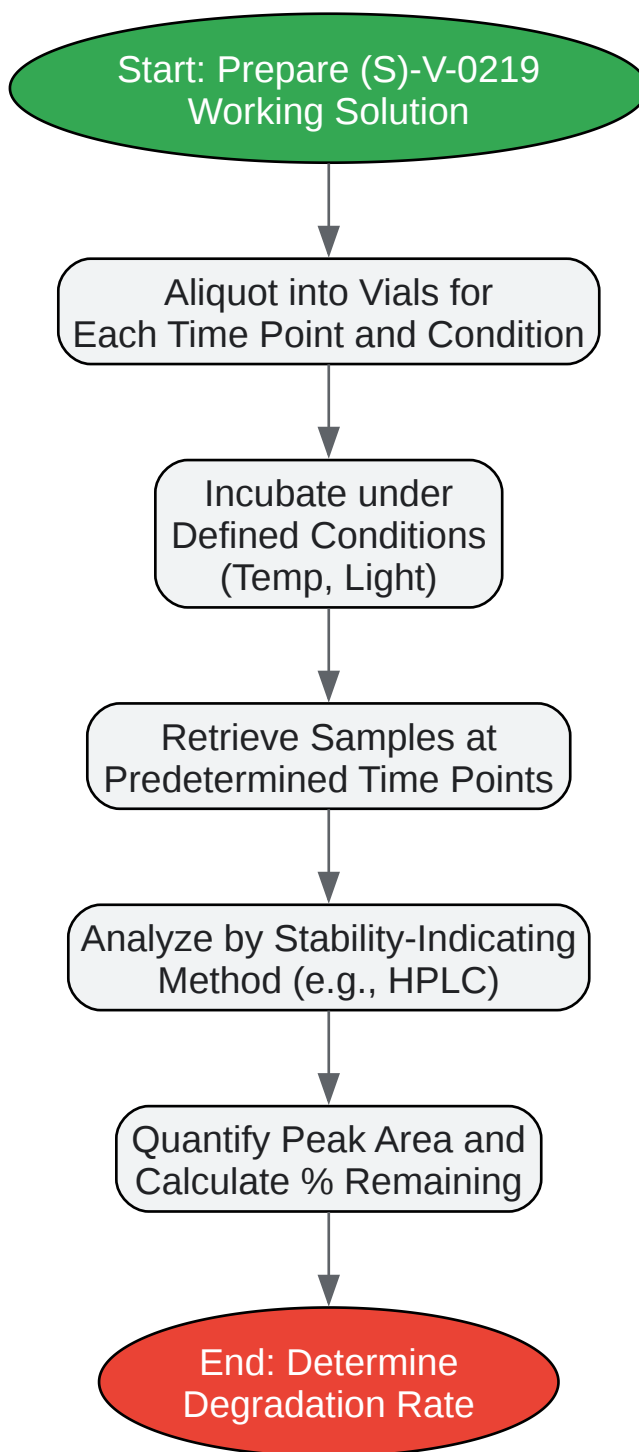 Start: Prepare (S)-V-0219
Working Solution
Aliquot into Vials for
Each Time Point and Condition
Incubate under
Defined Conditions
(Temp, Light)
Retrieve Samples at
Predetermined Time Points
Analyze by Stability-Indicating
Method (e.g., HPLC)
Quantify Peak Area and
Calculate % Remaining
End: Determine
Degradation Rate